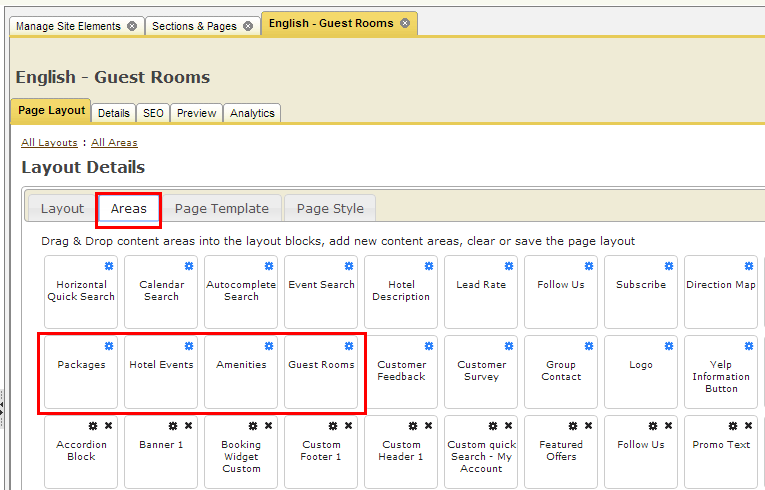 Manage Site Elements Sections & Pages English - Guest Rooms
English - Guest Rooms
Page Layout Details SEO Preview Analytics
All Layouts : All Areas
Layout Details
Layout Areas Page Template Page Style
Drag & Drop content areas into the layout blocks, add new content areas, clear or save the page layout
Horizontal
Quick Search
Calendar
Search
Autocomplete
Search
Event Search
Hotel
Description
Lead Rate
Follow Us
Subscribe
Direction Map
Packages
Hotel Events
Amenities
Guest Rooms
Customer
Feedback
Customer
Survey
Group
Contact
Logo
Yelp
Information
Button
Accordion
Block
Banner 1
Booking
Widget
Custom
Custom
Footer 1
Custom
Header 1
Custom quick
Search - My
Account
Featured
Offers
Follow Us
Promo Text